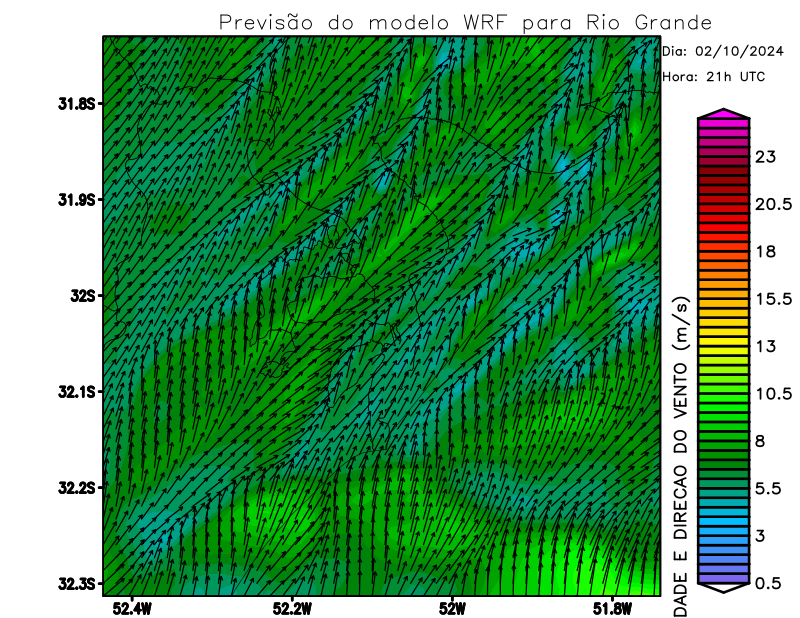 Previsão do modelo WRF para Rio Grande
Dia: 02/10/2024
Hora: 21h UTC
31.8S
31.9S
32S
32.1S
32.2S
32.3S
52.4W
52.2W
52W
51.8W
23
20.5
18
15.5
13
10.5
8
5.5
3
0.5
DADE E DIRECAO DO VENTO (m/s)